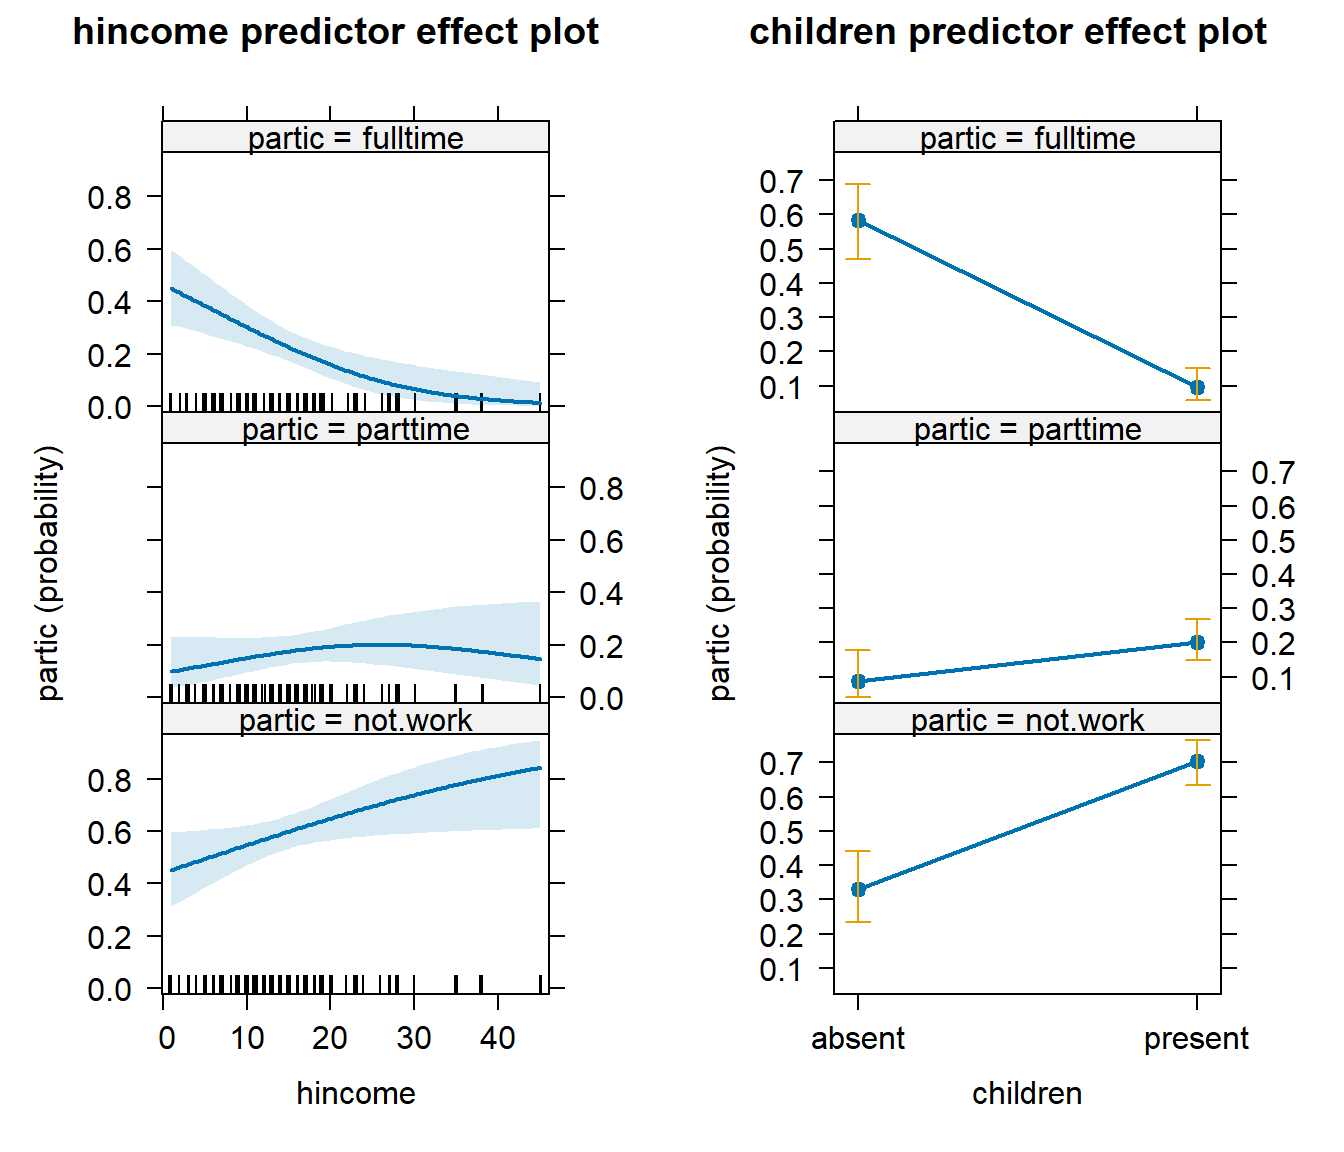 hincome predictor effect plot
partic = fulltime
0.8
0.6
0.4
0.2
0.0
partic = parttime
0.8
0.6
0.4
0.2
0.0
partic = not.work
0.8
0.6
0.4
0.2
0.0
partic (probability)
0 10 20 30 40
hincome
children predictor effect plot
partic = fulltime
0.7
0.6
0.5
0.4
0.3
0.2
0.1
partic = parttime
0.7
0.6
0.5
0.4
0.3
0.2
0.1
partic = not.work
0.7
0.6
0.5
0.4
0.3
0.2
0.1
partic (probability)
absent present
children